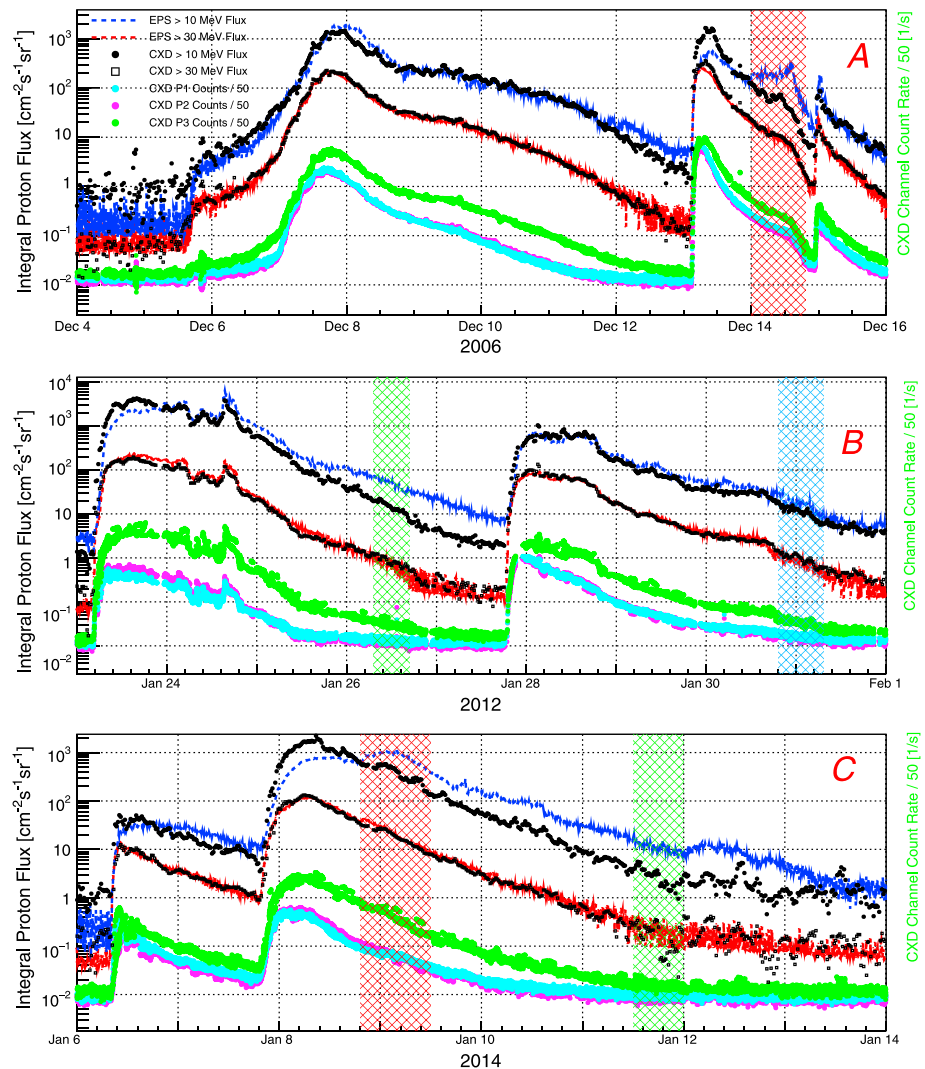 EPS > 10 MeV Flux
EPS > 30 MeV Flux
CXD > 10 MeV Flux
CXD > 30 MeV Flux
CXD P1 Counts / 50
CXD P2 Counts / 50
CXD P3 Counts / 50
A
Integral Proton Flux [cm⁻²s⁻¹sr⁻¹]
CXD Channel Count Rate / 50 [1/s]
10³
10²
10
1
10⁻¹
10⁻²
Dec 4 Dec 6 Dec 8 Dec 10 Dec 12 Dec 14 Dec 16
2006
B
Integral Proton Flux [cm⁻²s⁻¹sr⁻¹]
CXD Channel Count Rate / 50 [1/s]
10⁴
10³
10²
10
1
10⁻¹
10⁻²
Jan 24 Jan 26 Jan 28 Jan 30 Feb 1
2012
C
Integral Proton Flux [cm⁻²s⁻¹sr⁻¹]
CXD Channel Count Rate / 50 [1/s]
10³
10²
10
1
10⁻¹
10⁻²
Jan 6 Jan 8 Jan 10 Jan 12 Jan 14
2014